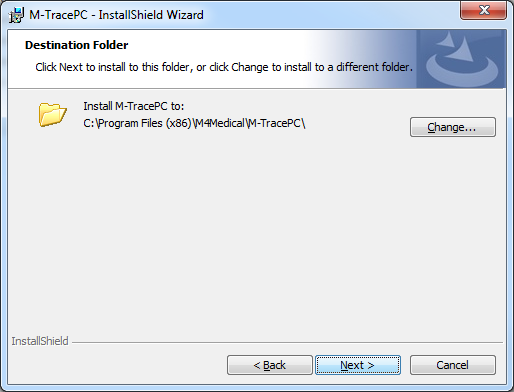 M-TracePC - InstallShield Wizard
Destination Folder
Click Next to install to this folder, or click Change to install to a different folder.
Install M-TracePC to:
C:\Program Files (x86)\M4Medical\M-TracePC\
Change...
InstallShield
< Back
Next >
Cancel